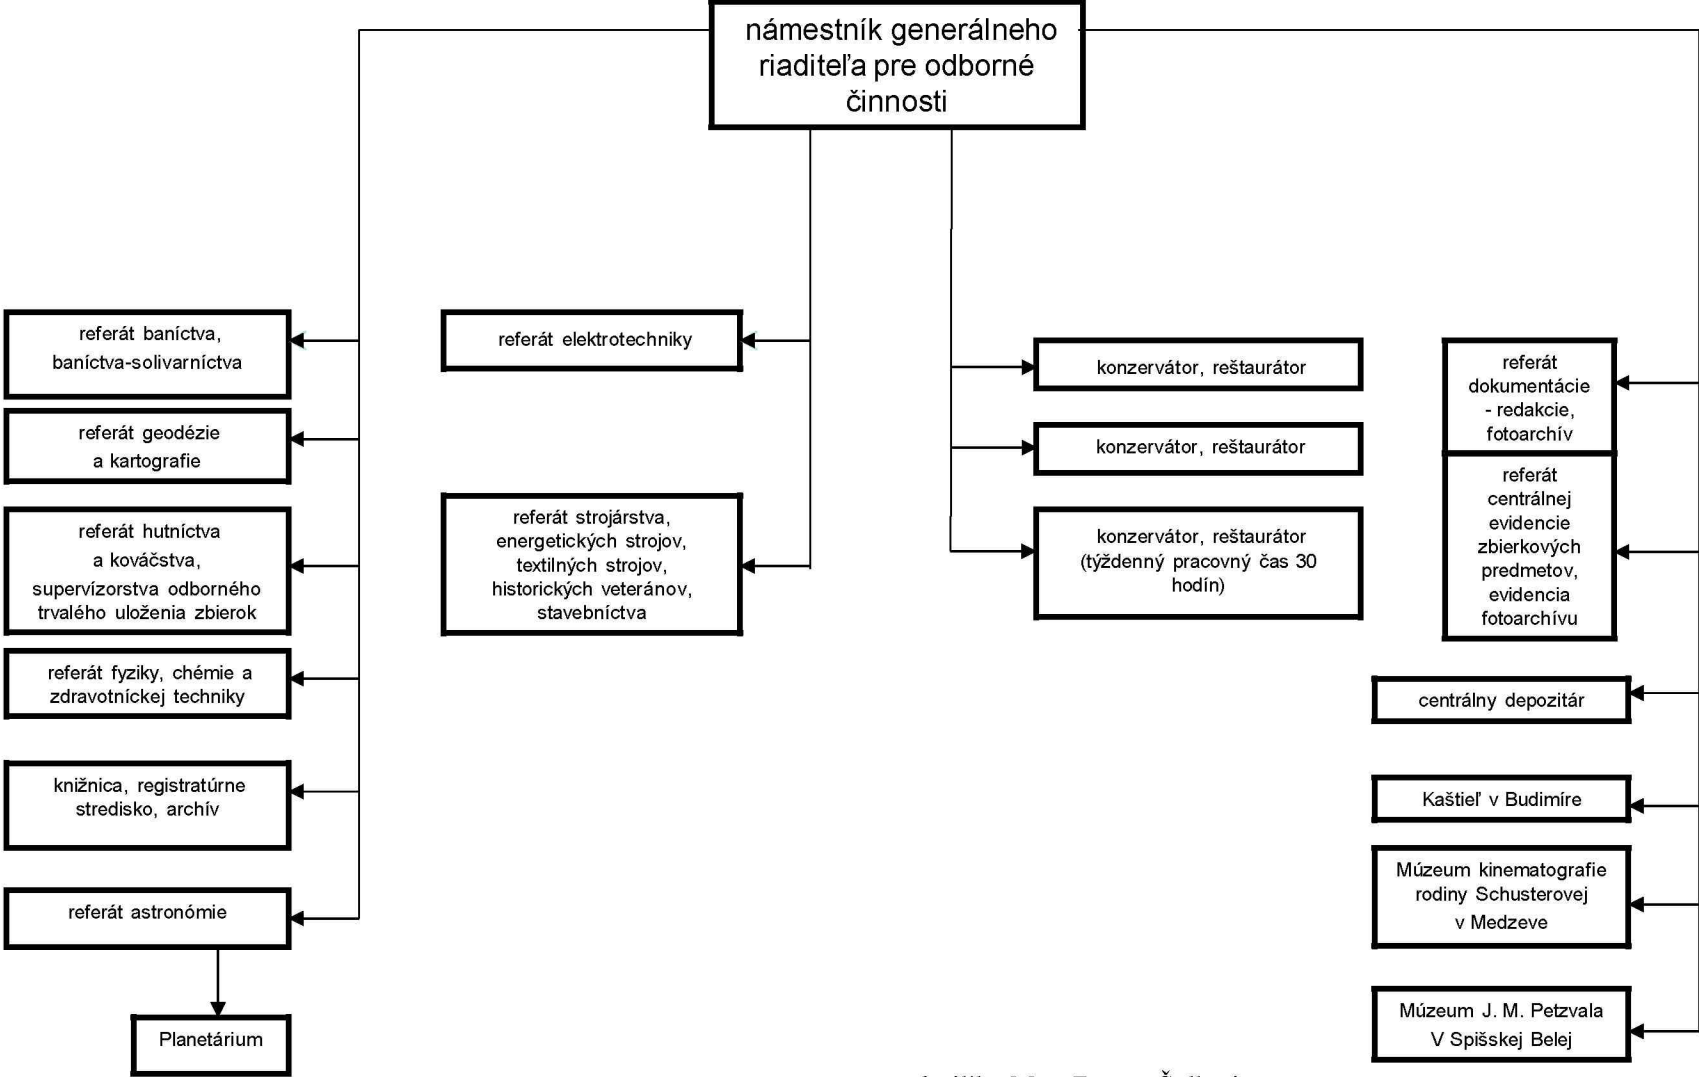 námestník generálneho
riaditeľa pre odborné
činnosti
referát baníctva,
baníctva-solivarníctva
referát geodézie
a kartografie
referát hutníctva
a kováčstva,
supervízorstva odborného
trvalého uloženia zbierok
referát fyziky, chémie a
zdravotníckej techniky
knižnica, registratúrne
stredisko, archív
referát astronómie
Planetárium
referát elektrotechniky
referát strojárstva,
energetických strojov,
textilných strojov,
historických veteránov,
stavebníctva
konzervátor, reštaurátor
konzervátor, reštaurátor
konzervátor, reštaurátor
(týždenný pracovný čas 30
hodín)
referát
dokumentácie
- redakcie,
fotoarchív
referát
centrálnej
evidencie
zbierkových
predmetov,
evidencia
fotoarchívu
centrálny depozitár
Kaštieľ v Budimíre
Múzeum kinematografie
rodiny Schusterovej
v Medzeve
Múzeum J. M. Petzvala
V Spišskej Belej